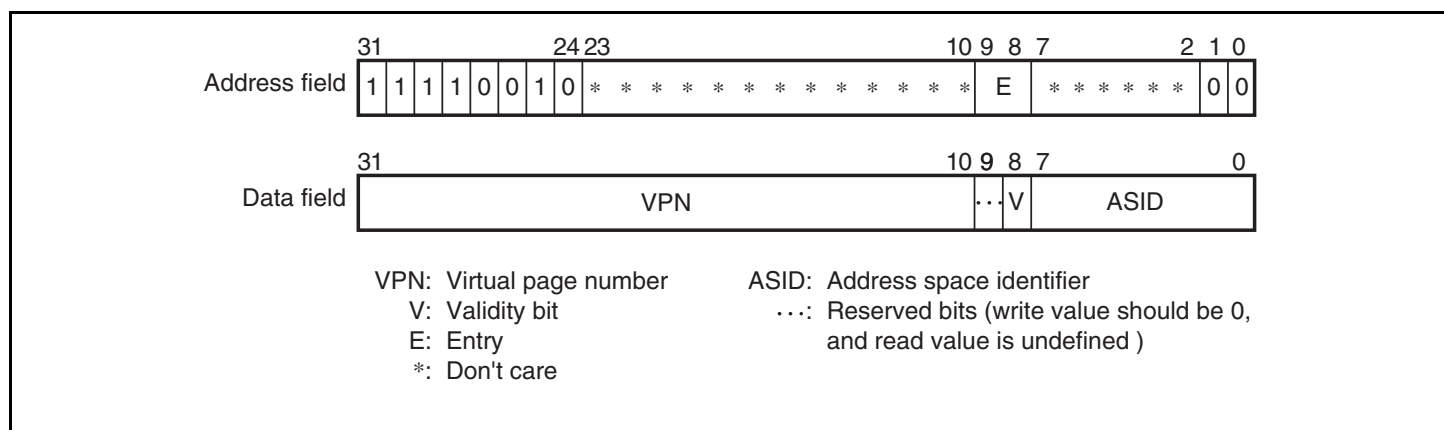 31 24 23 10 9 8 7 2 1 0
Address field 1 1 1 1 0 0 1 0 * * * * * * * * * * * * * E * * * * * * 0 0
31 10 9 8 7 0
Data field VPN ··· V ASID
VPN: Virtual page number ASID: Address space identifier
V: Validity bit ···: Reserved bits (write value should be 0,
E: Entry and read value is undefined )
*: Don't care